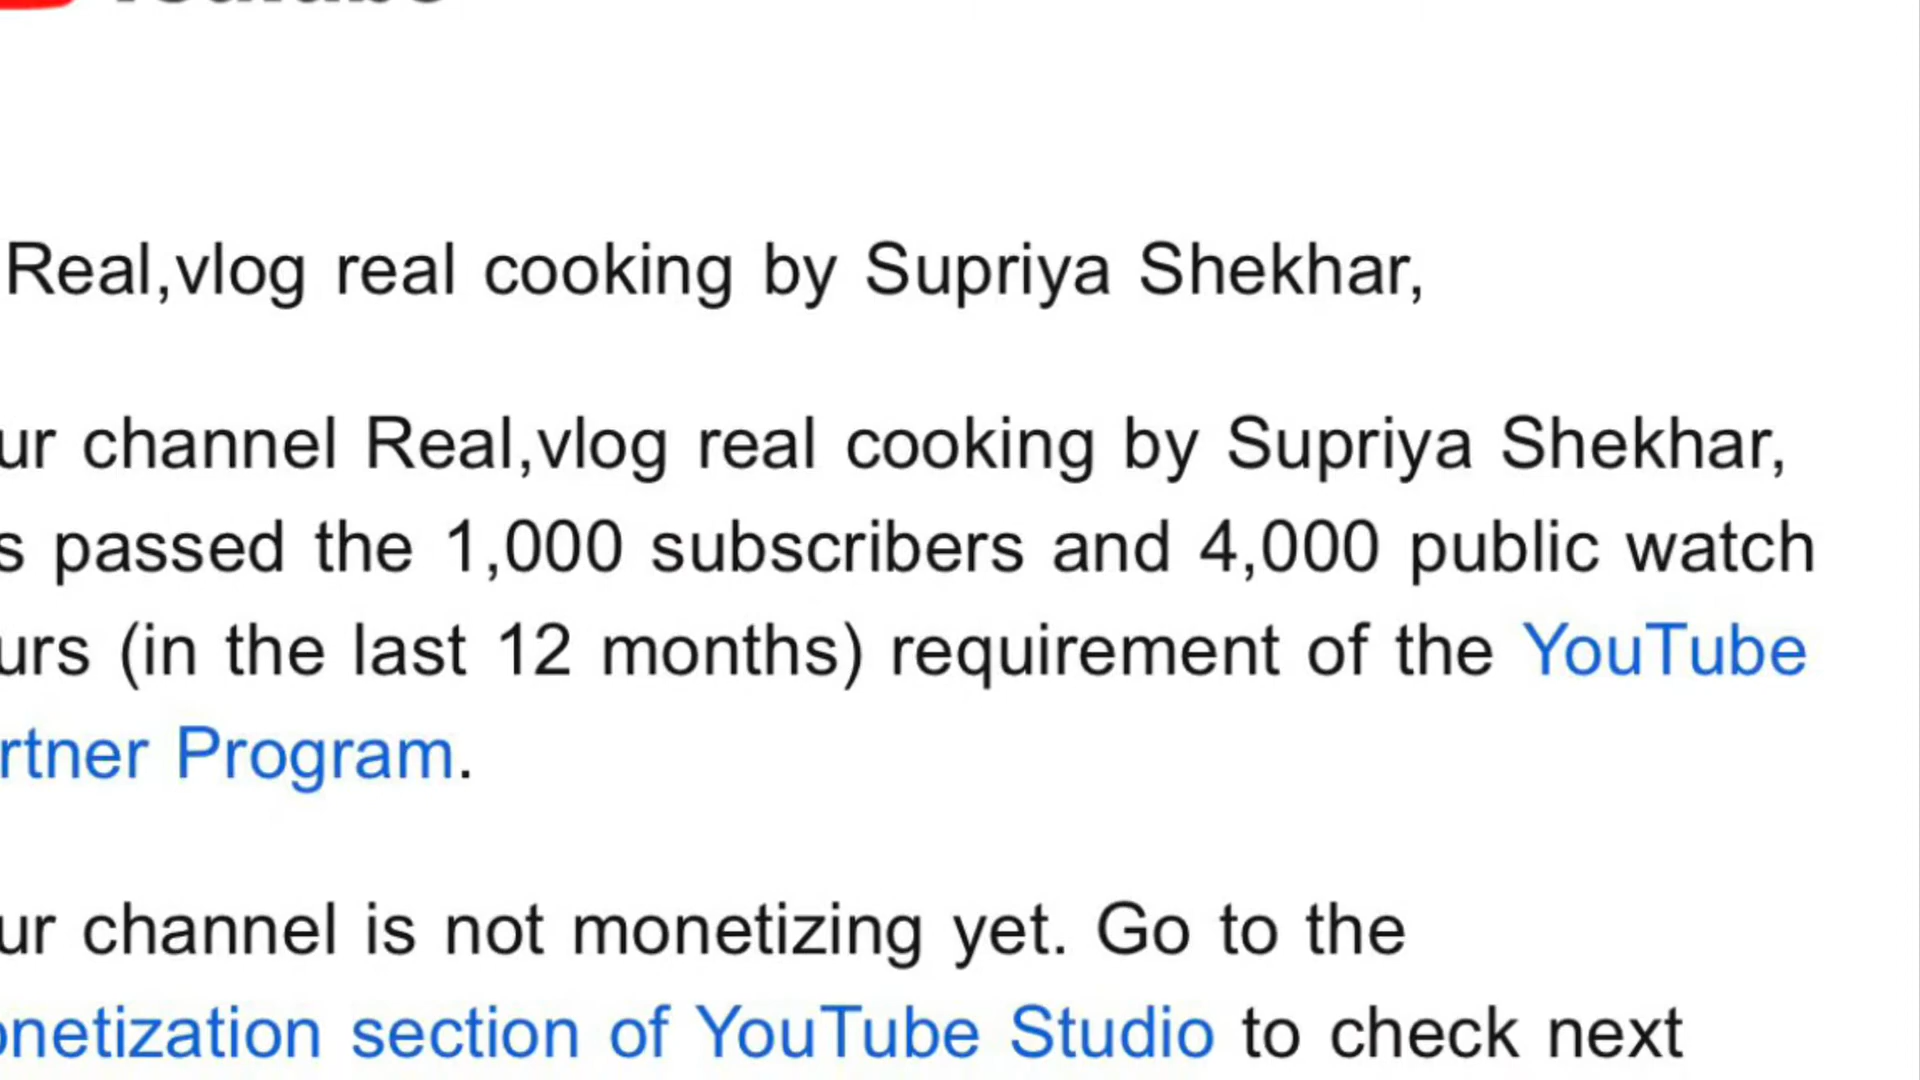 Real,vlog real cooking by Supriya Shekhar,
ur channel Real,vlog real cooking by Supriya Shekhar,
s passed the 1,000 subscribers and 4,000 public watch
urs (in the last 12 months) requirement of the YouTube
rtner Program.
ur channel is not monetizing yet. Go to the
onetization section of YouTube Studio to check next